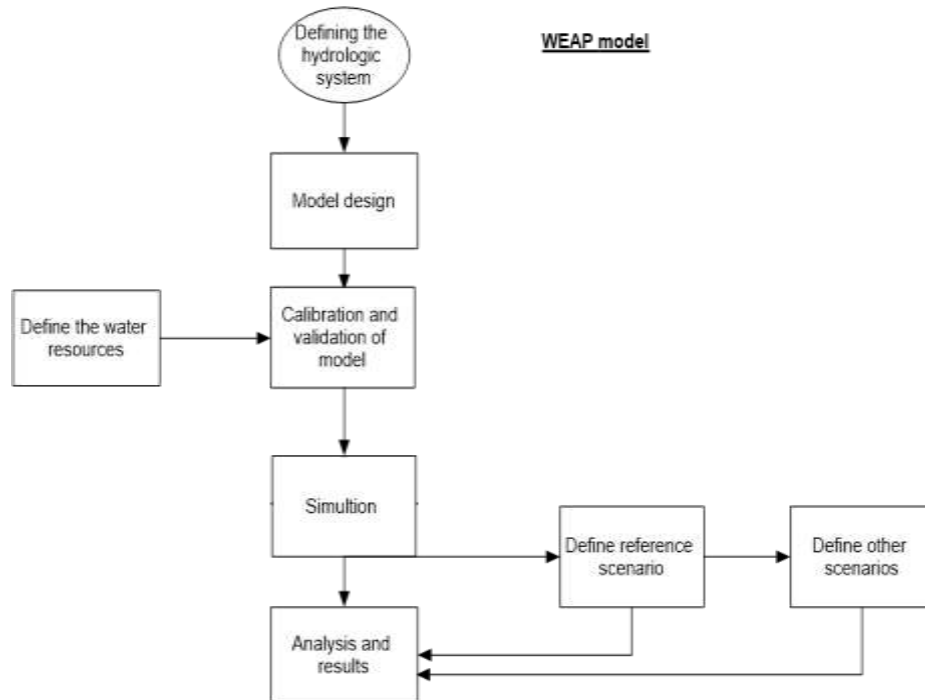 Defining the
hydrologic
system
WEAP model
Model design
Define the water
resources
Calibration and
validation of
model
Simultion
Define reference
scenario
Define other
scenarios
Analysis and
results